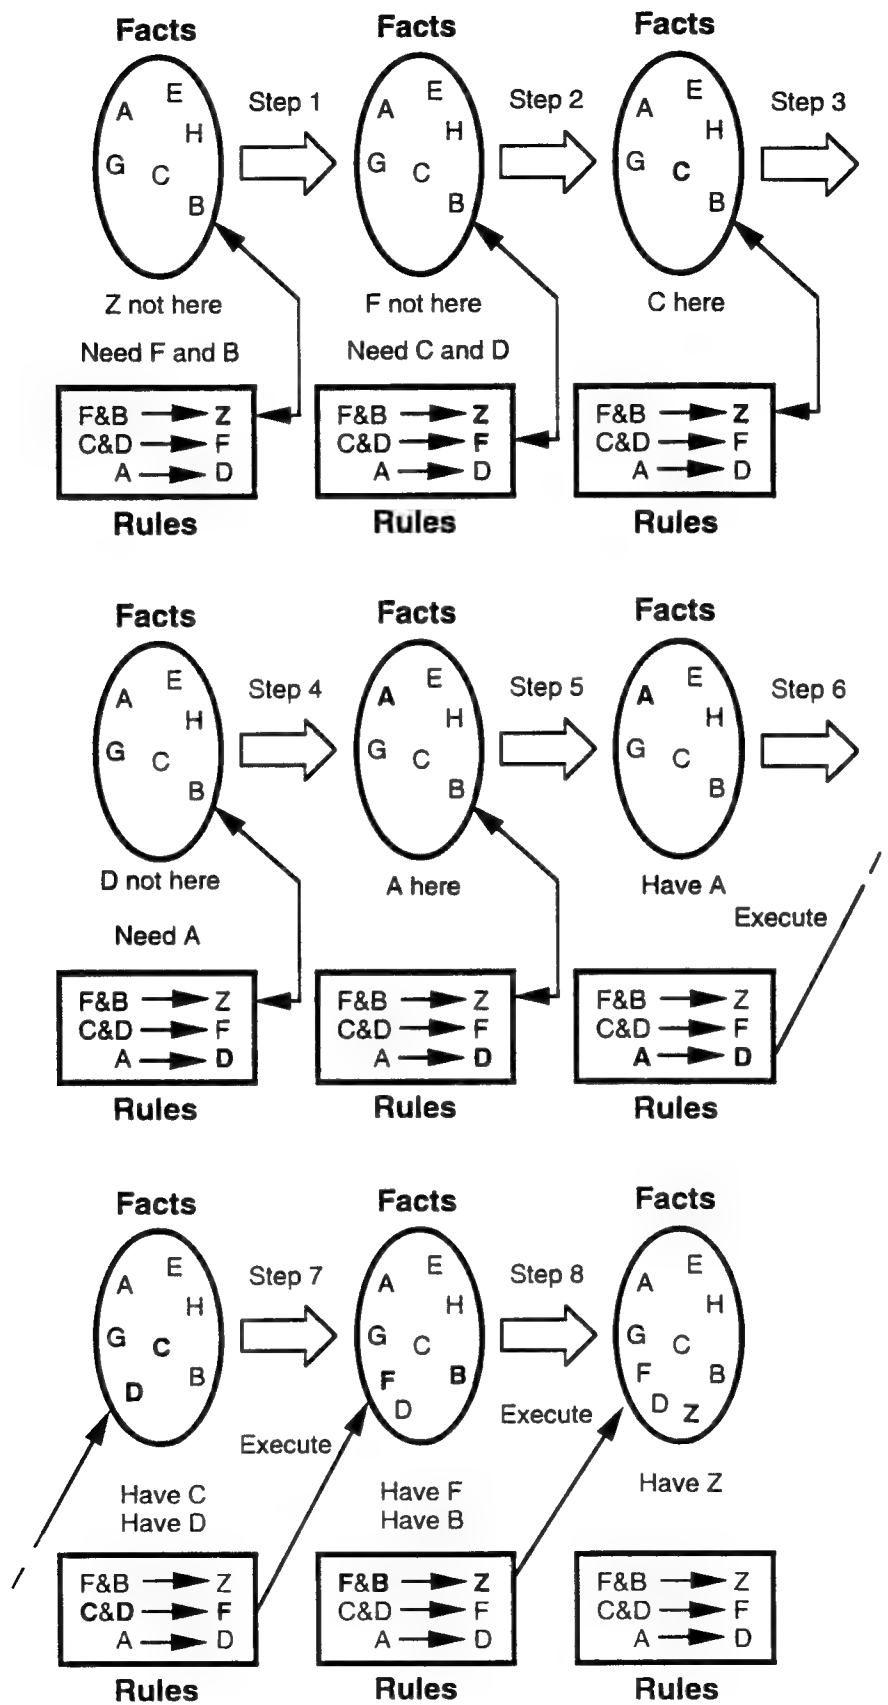 Facts
A E
H
G C
B
Step 1
Z not here
Need F and B
F&B Z
C&D F
A D
Rules
Facts
A E
H
G C
B
Step 2
F not here
Need C and D
F&B Z
C&D F
A D
Rules
Facts
A E
H
G C
B
Step 3
C here
F&B Z
C&D F
A D
Rules
Facts
A E
H
G C
B
Step 4
D not here
Need A
F&B Z
C&D F
A D
Rules
Facts
A E
H
G C
B
Step 5
A here
F&B Z
C&D F
A D
Rules
Facts
A E
H
G C
B
Step 6
Have A
Execute
F&B Z
C&D F
A D
Rules
Facts
A E
H
G C
B
D
Step 7
Have C
Have D
Execute
F&B Z
C&D F
A D
Rules
Facts
A E
H
G C
F B
D
Step 8
Have F
Have B
Execute
F&B Z
C&D F
A D
Rules
Facts
A E
H
G C
F B
D Z
Have Z
F&B Z
C&D F
A D
Rules